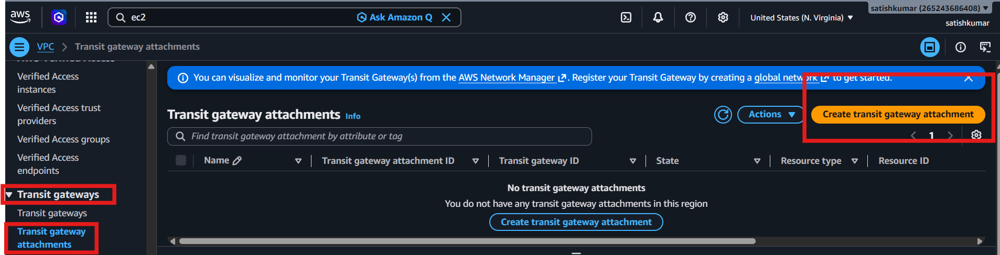 aws
ec2
Ask Amazon Q
United States (N. Virginia)
satishkumar (265243686408)
satishkumar
VPC
Transit gateway attachments
Verified Access
instances
Verified Access trust
providers
Verified Access groups
Verified Access
endpoints
Transit gateways
Transit gateways
Transit gateway
attachments
You can visualize and monitor your Transit Gateway(s) from the AWS Network Manager. Register your Transit Gateway by creating a global network to get started.
Transit gateway attachments Info
Actions
Create transit gateway attachment
Find transit gateway attachment by attribute or tag
1
Name
Transit gateway attachment ID
Transit gateway ID
State
Resource type
Resource ID
No transit gateway attachments
You do not have any transit gateway attachments in this region
Create transit gateway attachment